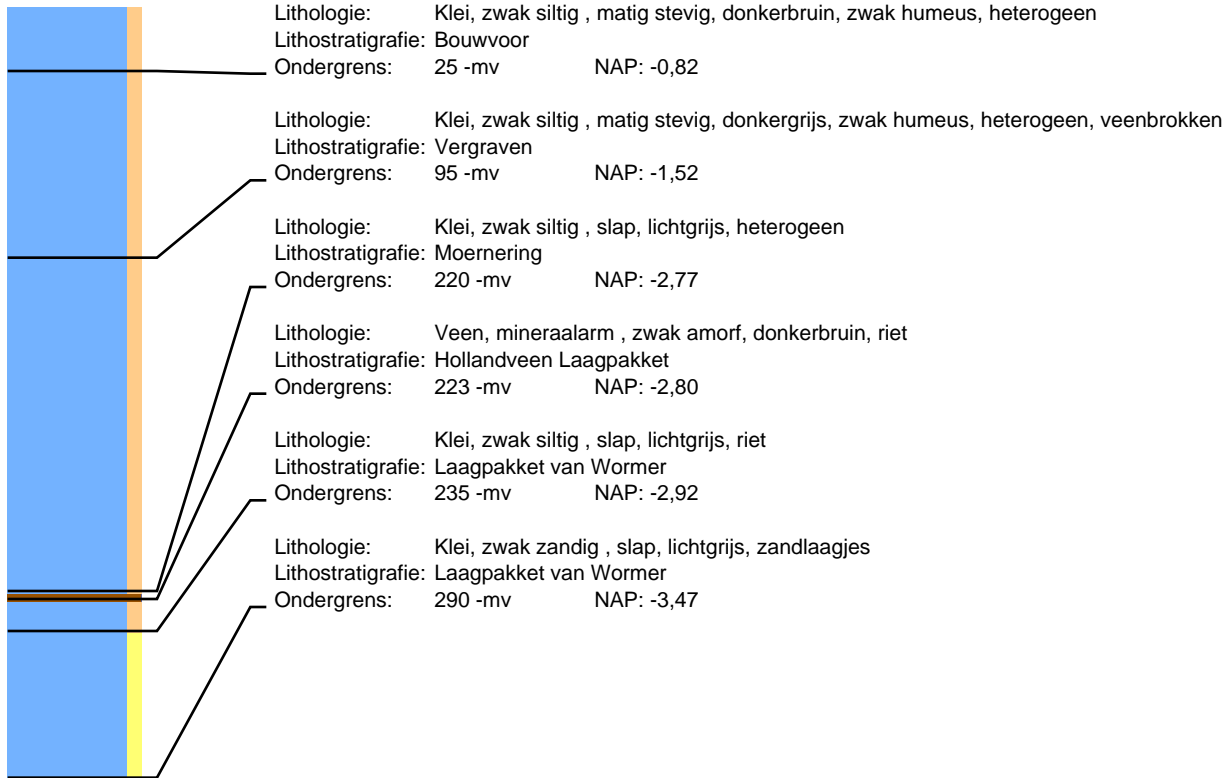 Lithologie: Klei, zwak siltig , matig stevig, donkerbruin, zwak humeus, heterogeen
Lithostratigrafie: Bouwvoor
Ondergrens: 25 -mv NAP: -0,82
Lithologie: Klei, zwak siltig , matig stevig, donkergrijs, zwak humeus, heterogeen, veenbrokken
Lithostratigrafie: Vergraven
Ondergrens: 95 -mv NAP: -1,52
Lithologie: Klei, zwak siltig , slap, lichtgrijs, heterogeen
Lithostratigrafie: Moernering
Ondergrens: 220 -mv NAP: -2,77
Lithologie: Veen, mineraalarm , zwak amorf, donkerbruin, riet
Lithostratigrafie: Hollandveen Laagpakket
Ondergrens: 223 -mv NAP: -2,80
Lithologie: Klei, zwak siltig , slap, lichtgrijs, riet
Lithostratigrafie: Laagpakket van Wormer
Ondergrens: 235 -mv NAP: -2,92
Lithologie: Klei, zwak zandig , slap, lichtgrijs, zandlaagjes
Lithostratigrafie: Laagpakket van Wormer
Ondergrens: 290 -mv NAP: -3,47